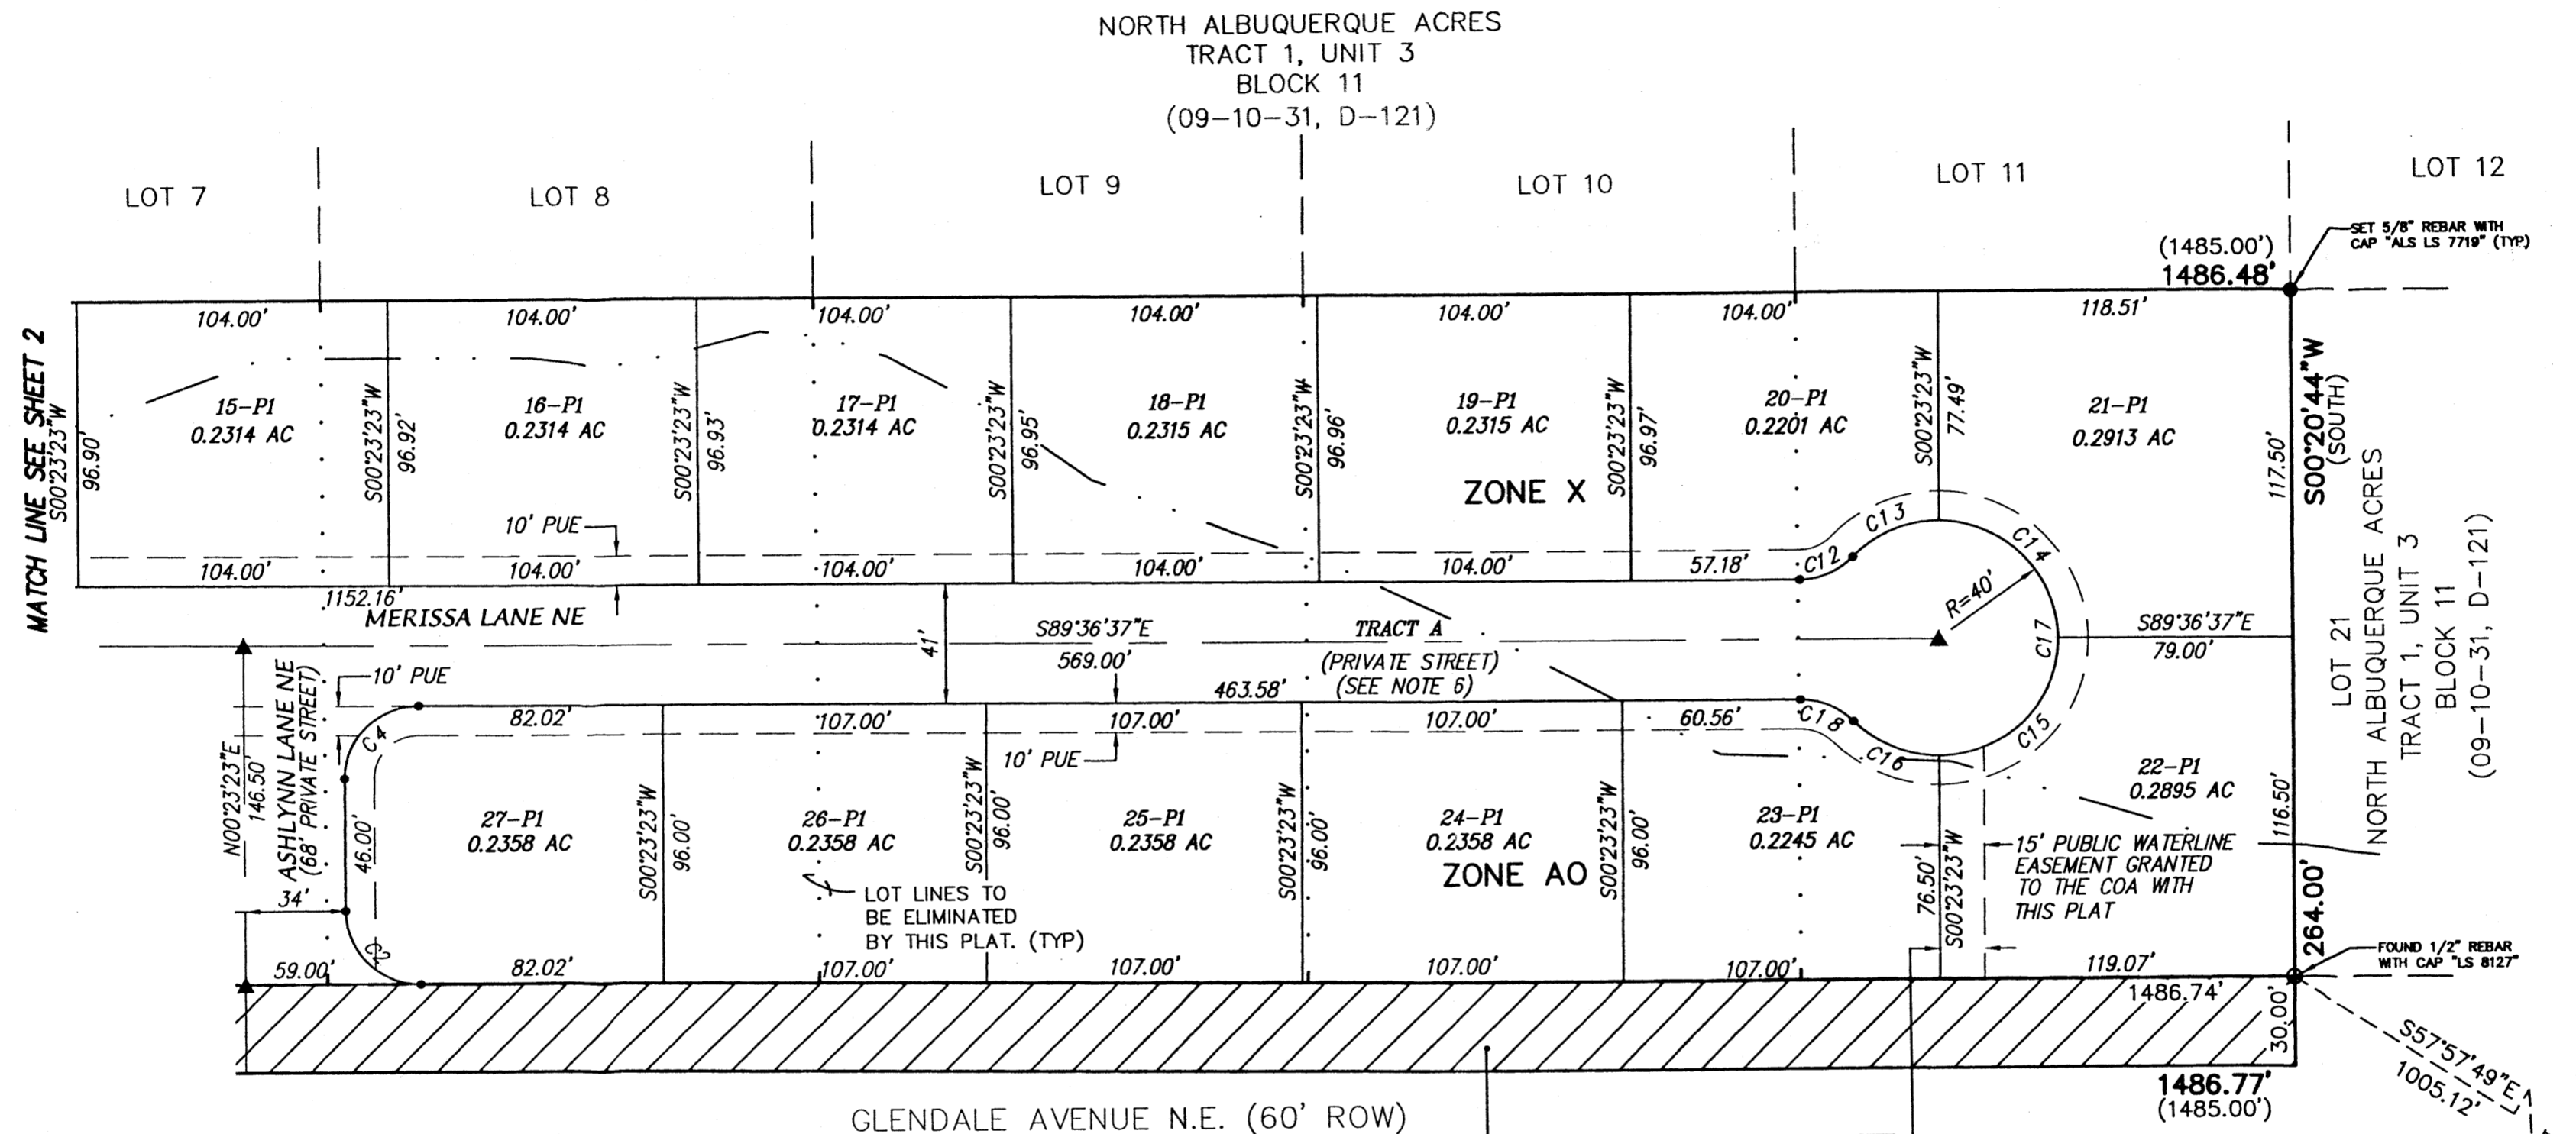 NORTH ALBUQUERQUE ACRES
TRACT 1, UNIT 3
BLOCK 11
(09-10-31, D-121)
LOT 7
LOT 8
LOT 9
LOT 10
LOT 11
LOT 12
SET 5/8" REBAR WITH
CAP "ALS LS 7719" (TYP)
(1485.00')
1486.48'
104.00'
104.00'
104.00'
104.00'
104.00'
104.00'
118.51'
MATCH LINE SEE SHEET 2
S00°23'23"W
96.90'
15-P1
0.2314 AC
S00°23'23"W
96.92'
16-P1
0.2314 AC
S00°23'23"W
96.93'
17-P1
0.2314 AC
S00°23'23"W
96.95'
18-P1
0.2315 AC
S00°23'23"W
96.96'
19-P1
0.2315 AC
S00°23'23"W
96.97'
20-P1
0.2201 AC
S00°23'23"W
77.49'
21-P1
0.2913 AC
117.50'
S00°20'44"W
(SOUTH)
ZONE X
10' PUE
104.00'
104.00'
104.00'
104.00'
104.00'
57.18'
C12
C13
C14
R=40'
C17
1152.16'
MERISSA LANE NE
41'
S89°36'37"E
569.00'
TRACT A
(PRIVATE STREET)
(SEE NOTE 6)
S89°36'37"E
79.00'
LOT 21
NORTH ALBUQUERQUE ACRES
TRACT 1, UNIT 3
BLOCK 11
(09-10-31, D-121)
N00°23'23"E
146.50'
ASHLYNN LANE NE
(68' PRIVATE STREET)
10' PUE
463.58'
C4
82.02'
107.00'
107.00'
107.00'
60.56'
C18
C16
C15
10' PUE
46.00'
27-P1
0.2358 AC
S00°23'23"W
96.00'
26-P1
0.2358 AC
S00°23'23"W
96.00'
25-P1
0.2358 AC
S00°23'23"W
96.00'
24-P1
0.2358 AC
S00°23'23"W
96.00'
23-P1
0.2245 AC
76.50'
S00°23'23"W
22-P1
0.2895 AC
116.50'
ZONE AO
15' PUBLIC WATERLINE
EASEMENT GRANTED
TO THE COA WITH
THIS PLAT
LOT LINES TO
BE ELIMINATED
BY THIS PLAT. (TYP)
34'
C2
264.00'
FOUND 1/2" REBAR
WITH CAP "LS 8127"
59.00'
82.02'
107.00'
107.00'
107.00'
107.00'
119.07'
1486.74'
30.00'
S57°57'49"E
1005.12'
1486.77'
(1485.00')
GLENDALE AVENUE N.E. (60' ROW)